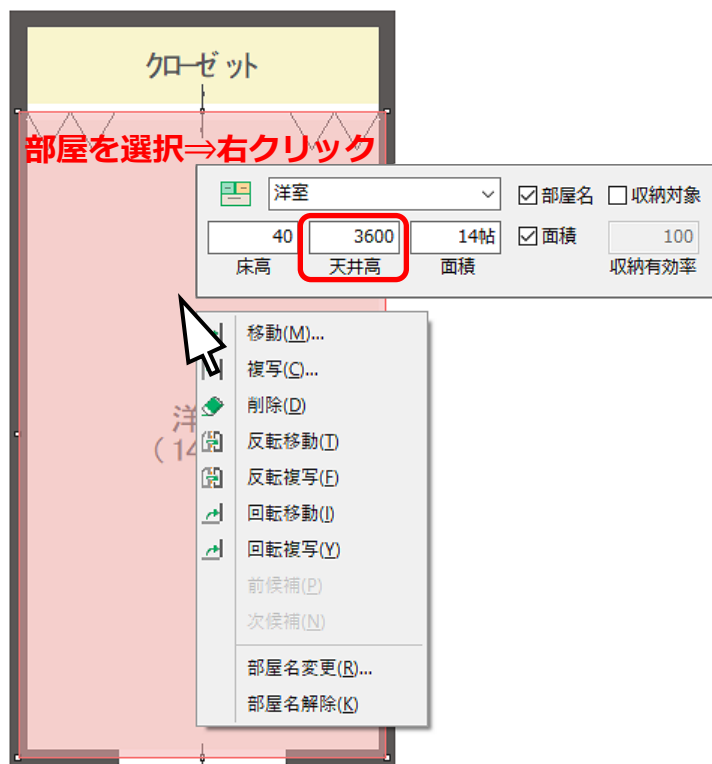 クローゼット
部屋を選択⇒右クリック
洋室
部屋名
収納対象
40
3600
14帖
面積
100
床高
天井高
面積
収納有効率
移動(M)...
複写(C)...
削除(D)
反転移動(T)
反転複写(F)
回転移動(I)
回転複写(Y)
前候補(P)
次候補(N)
部屋名変更(R)...
部屋名解除(K)
洋
(14